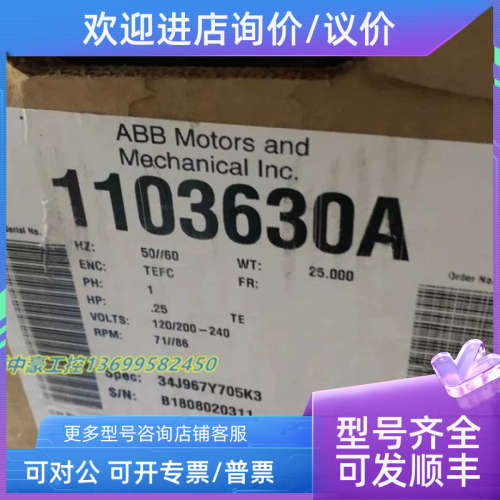 欢迎进店询价/议价
ABB Motors and
Mechanical Inc.
1103630A
Serial No.
HZ: 50//60 WT: 25.000
Order No.
ENC: TEFC FR:
PH: 1
HP: .25 TE
VOLTS: 120/200-240
RPM: 71//86
中豪工控13699582450
Spec: 34J967Y705K3
S/N: B1808020311
更多型号咨询店铺客服
可对公 可开专票/普票
型号齐全
可发顺丰